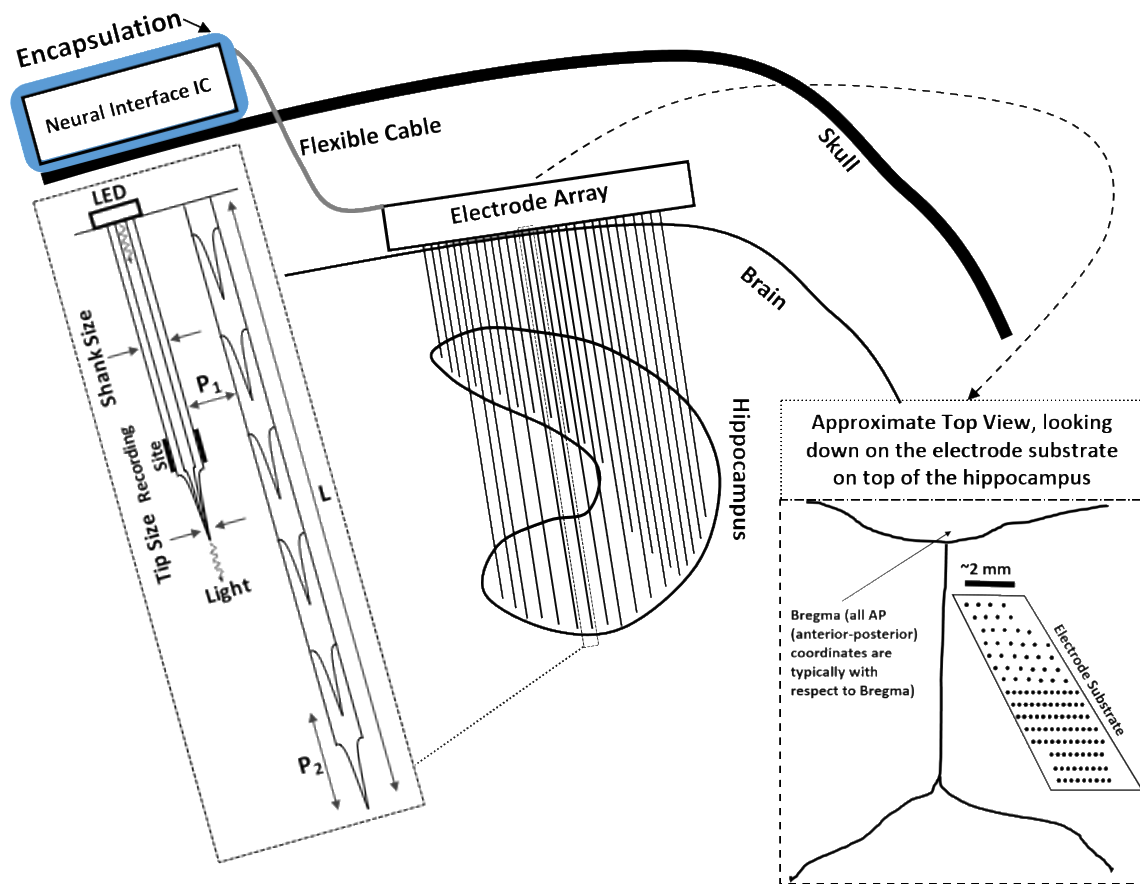 Encapsulation
Neural Interface IC
Flexible Cable
Skull
LED
Electrode Array
Brain
Shank Size
P1
Hippocampus
Recording
Site
Tip Size
L
Light
P2
Approximate Top View, looking
down on the electrode substrate
on top of the hippocampus
~2 mm
Bregma (all AP
(anterior-posterior)
coordinates are
typically with
respect to Bregma)
Electrode Substrate